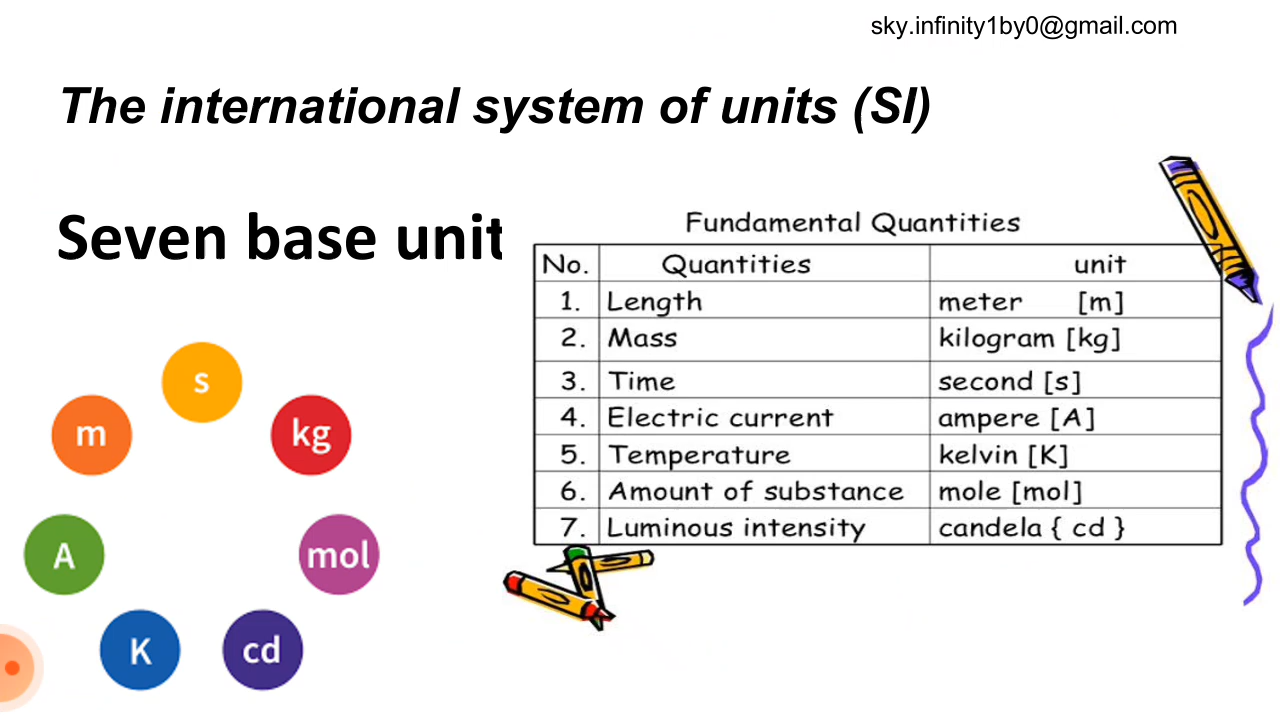 sky.infinity1by0@gmail.com
The international system of units (SI)
Seven base unit
Fundamental Quantities
No. Quantities unit
1. Length meter [m]
2. Mass kilogram [kg]
3. Time second [s]
4. Electric current ampere [A]
5. Temperature kelvin [K]
6. Amount of substance mole [mol]
7. Luminous intensity candela { cd }
s
m
kg
A
mol
K
cd